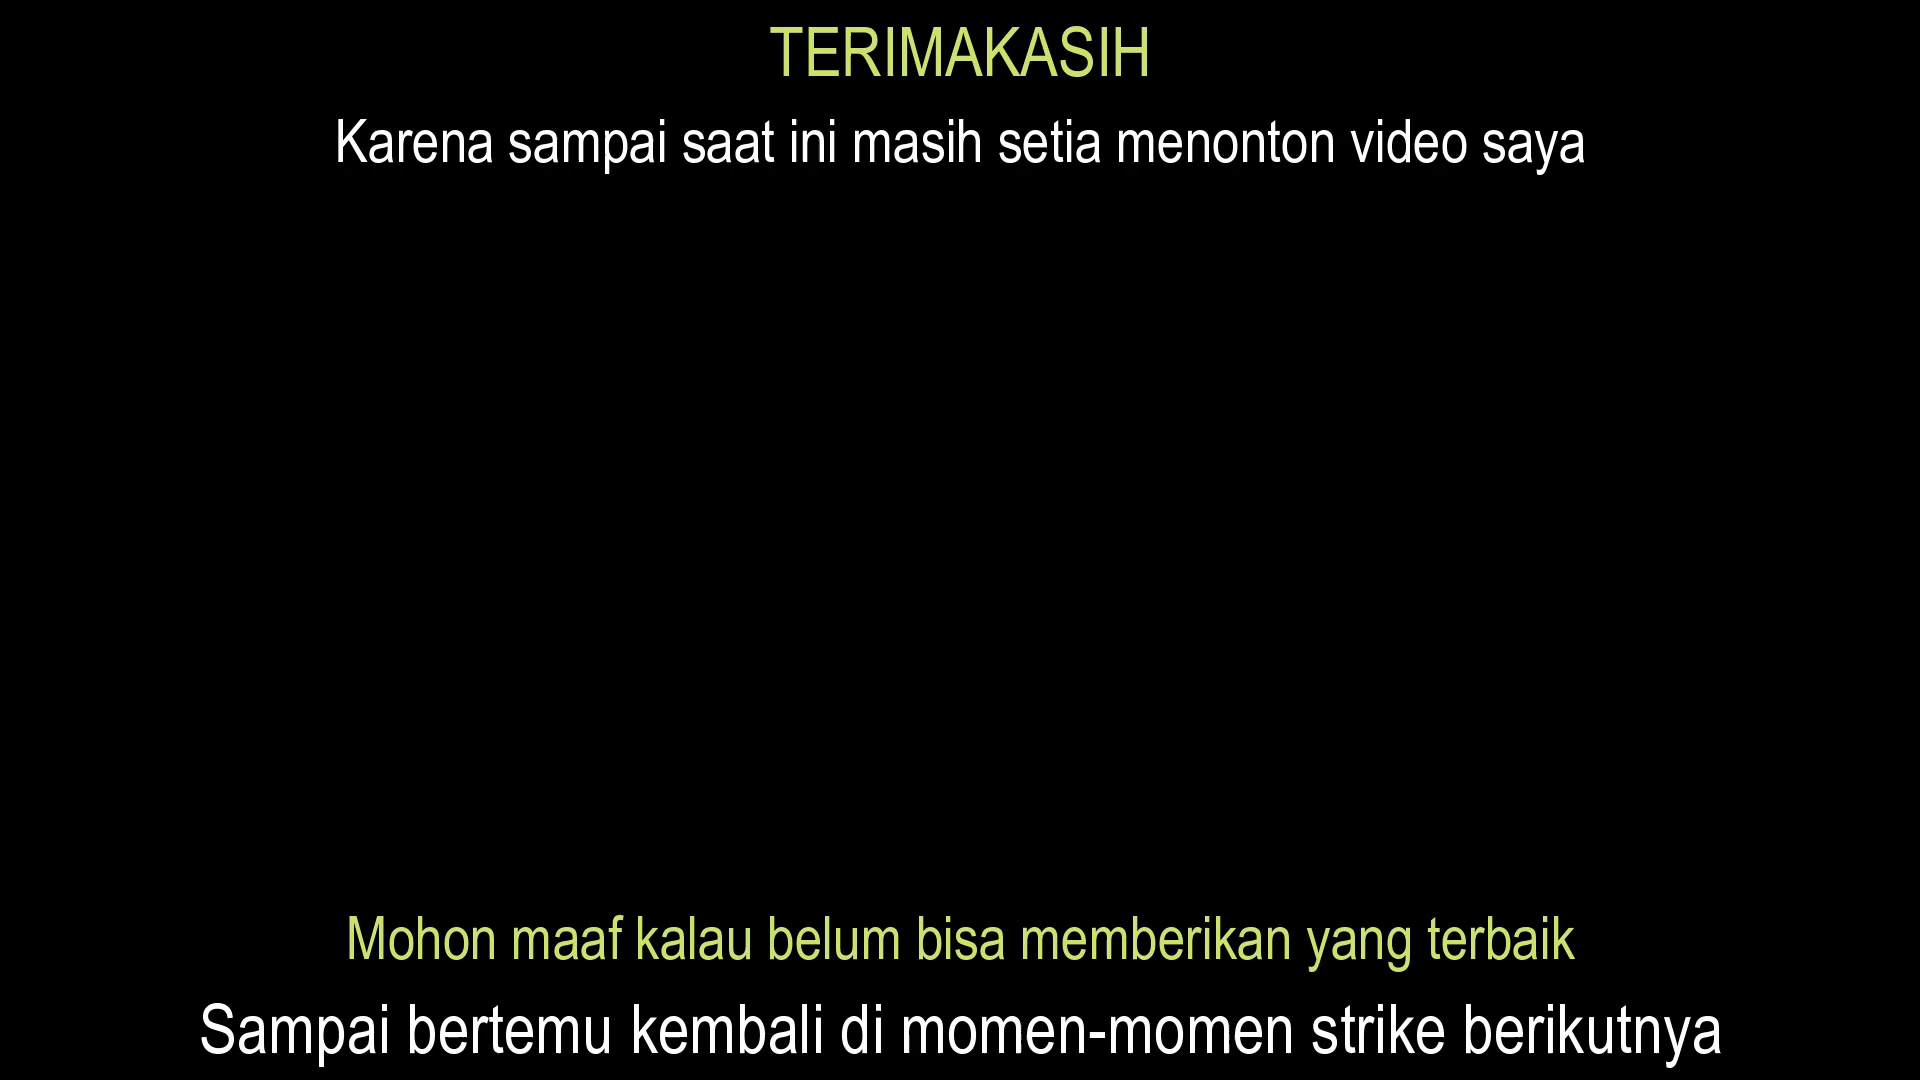 TERIMAKASIH
Karena sampai saat ini masih setia menonton video saya
Mohon maaf kalau belum bisa memberikan yang terbaik
Sampai bertemu kembali di momen-momen strike berikutnya